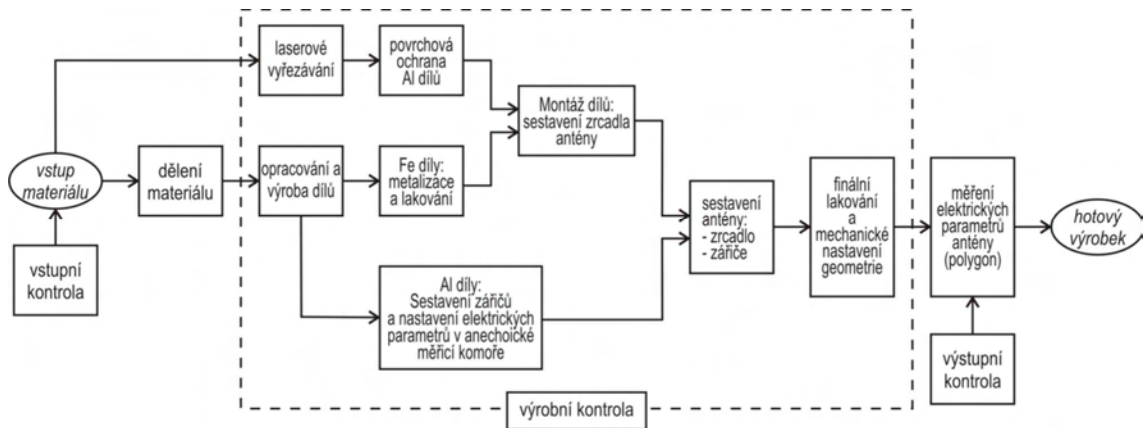 laserové
vyřezávání
povrchová
ochrana
Al dílů
Montáž dílů:
sestavení zrcadla
antény
vstup
materiálu
dělení
materiálu
opracování a
výroba dílů
Fe díly:
metalizace
a lakování
sestavení
antény:
- zrcadlo
- zářiče
finální
lakování
a
mechanické
nastavení
geometrie
měření
elektrických
parametrů
antény
(polygon)
hotový
výrobek
vstupní
kontrola
Al díly:
Sestavení zářičů
a nastavení elektrických
parametrů v anechoické
měřicí komoře
výstupní
kontrola
výrobní kontrola